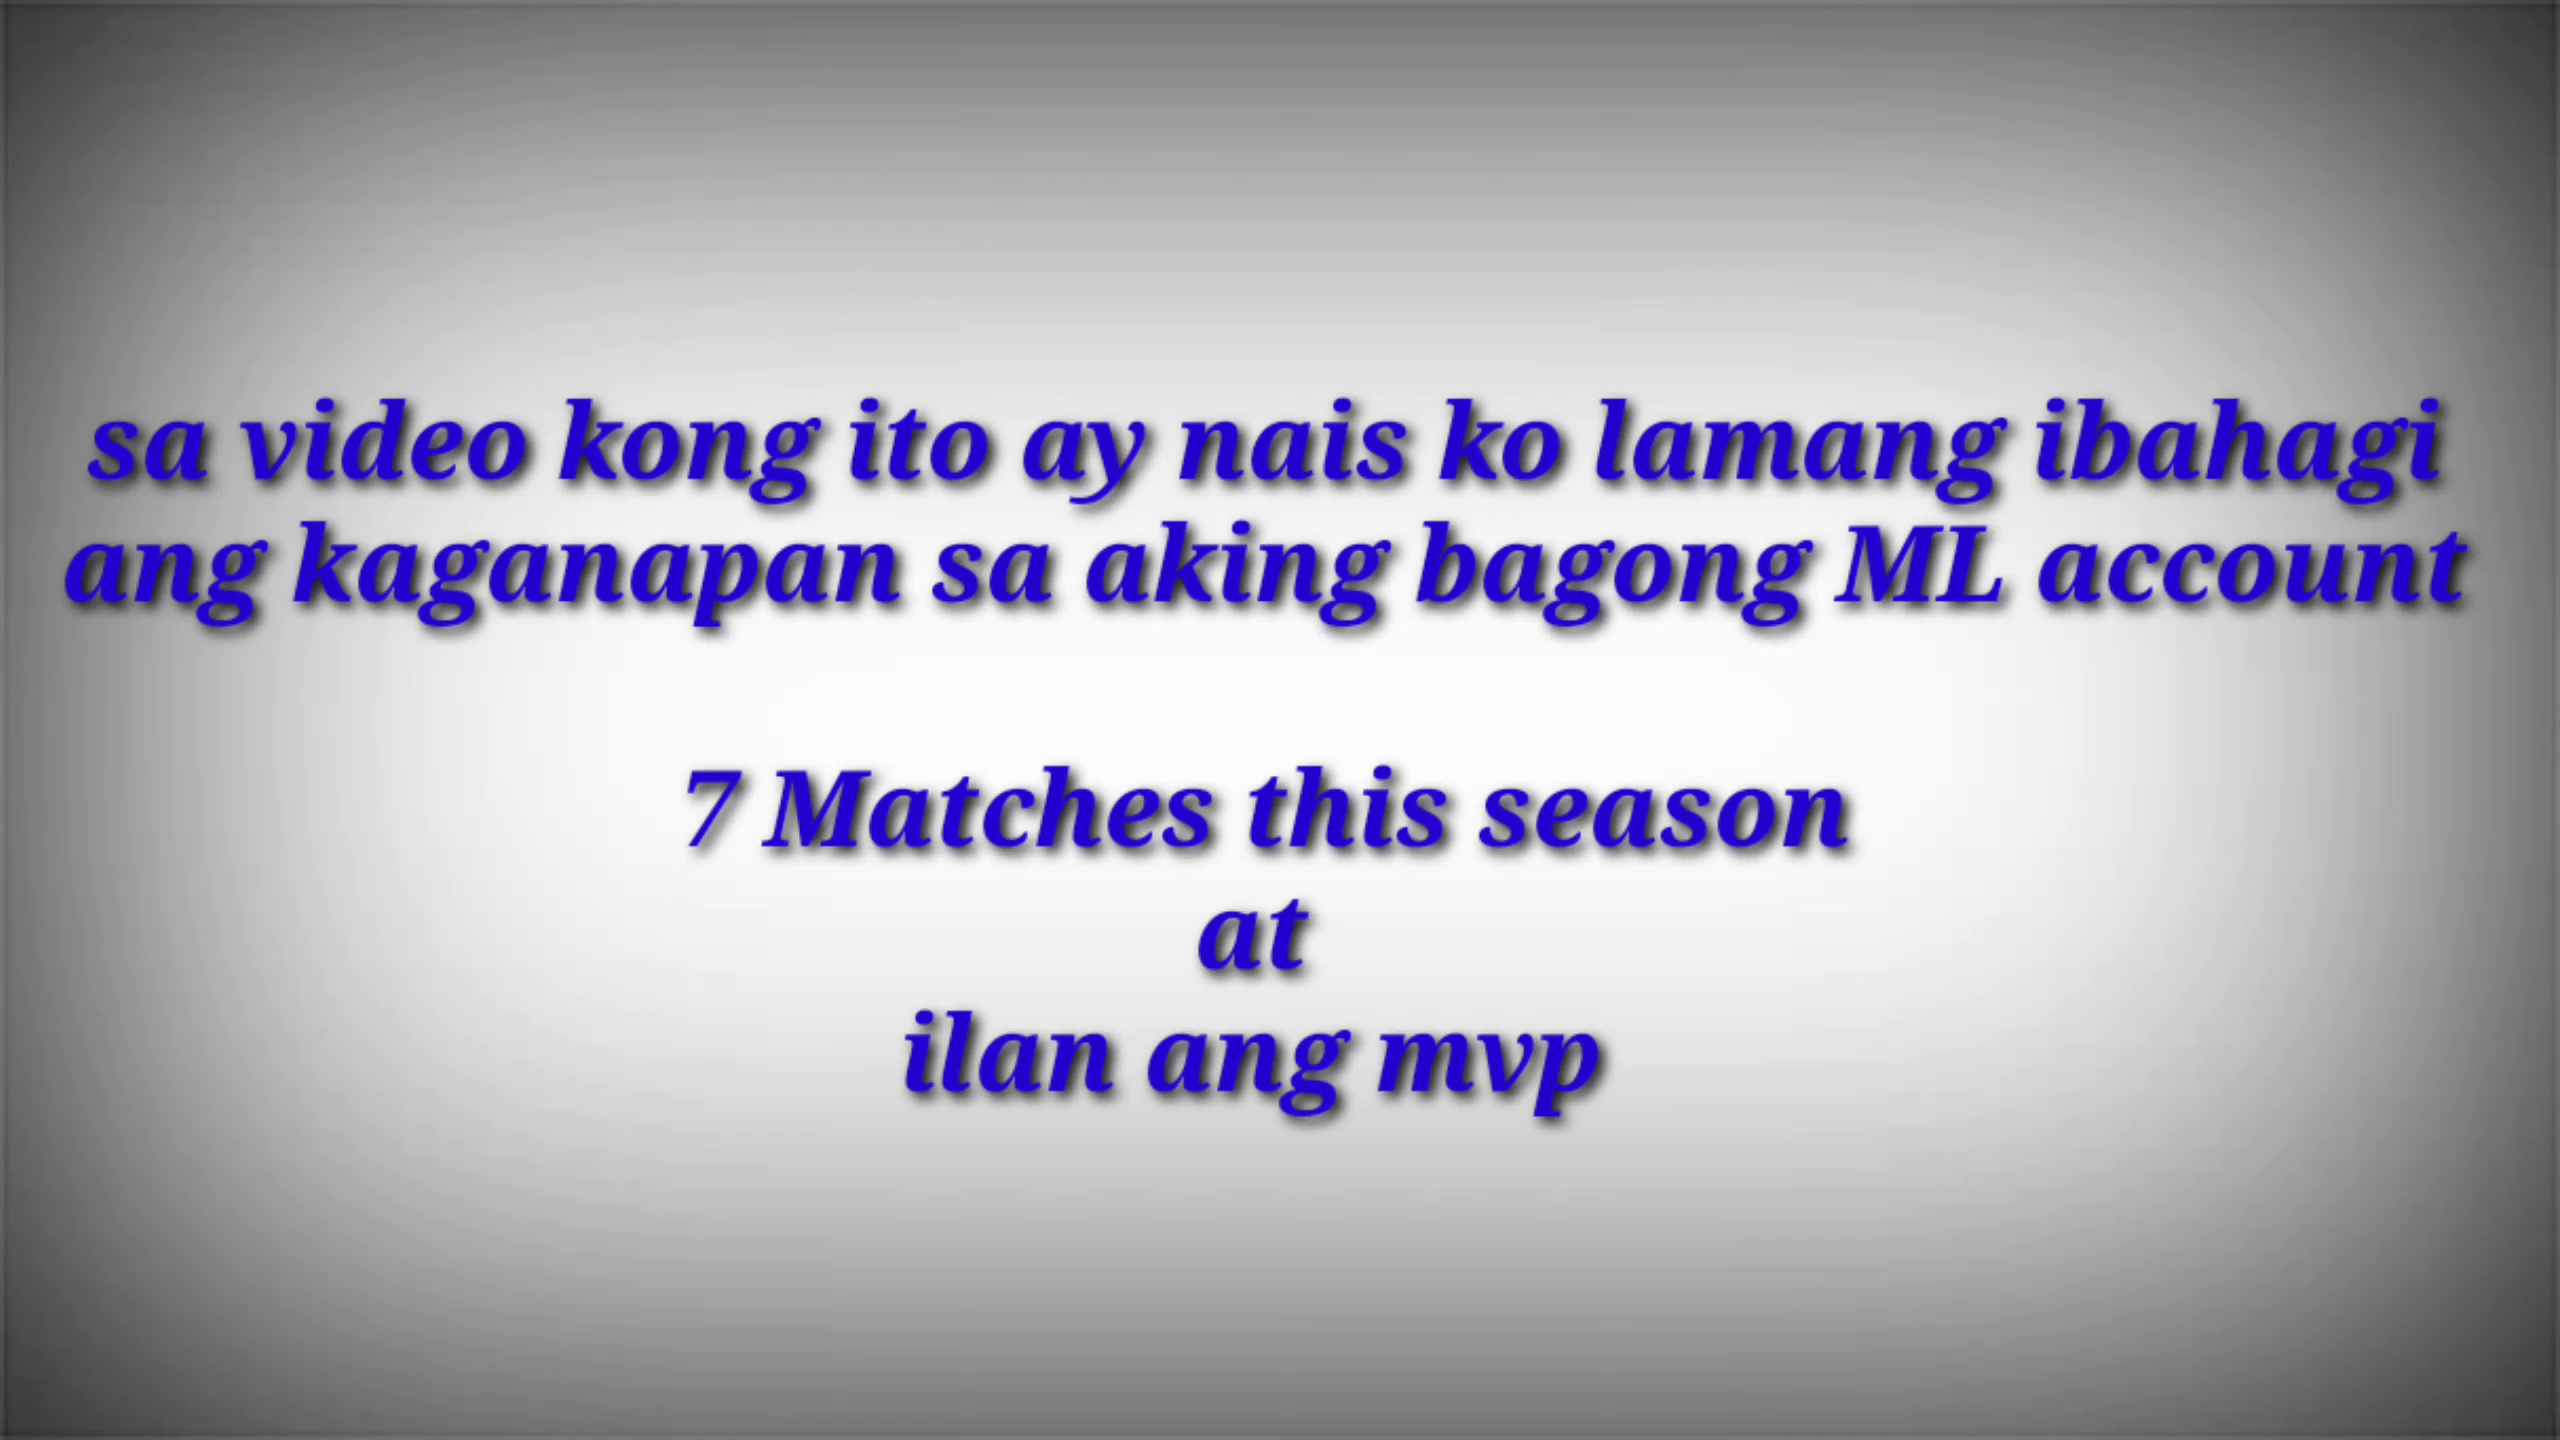 sa video kong ito ay nais ko lamang ibahagi
ang kaganapan sa aking bagong ML account
7 Matches this season
at
ilan ang mvp